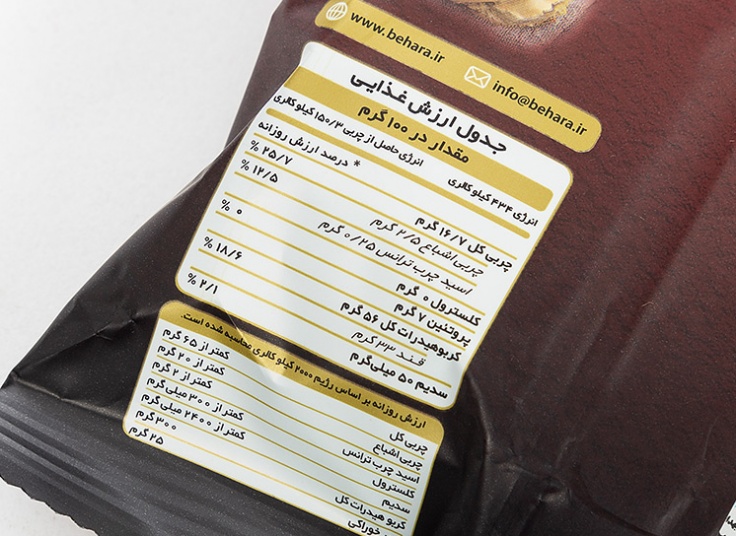 www.behara.ir
info@behara.ir
جدول ارزش غذایی
مقدار در ۱۰۰ گرم
انرژی ۴۳۴ کیلوکالری انرژی حاصل از چربی ۱۵۰/۳ کیلوکالری
* درصد ارزش روزانه
چربی کل ۱۶/۷ گرم % ۲۵/۷
چربی اشباع ۲/۵ گرم % ۱۲/۵
اسید چرب ترانس ۰/۲۵ گرم
کلسترول ۰ گرم % ۰
پروتئین ۷ گرم
کربوهیدرات کل ۵۶ گرم % ۱۸/۶
قند ۳۳ گرم
سدیم ۵۰ میلی‌گرم % ۲/۱
ارزش روزانه بر اساس رژیم ۲۰۰۰ کیلوکالری محاسبه شده است.
چربی کل کمتر از ۶۵ گرم
چربی اشباع کمتر از ۲۰ گرم
اسید چرب ترانس کمتر از ۲ گرم
کلسترول کمتر از ۳۰۰ میلی‌گرم
سدیم کمتر از ۲۴۰۰ میلی‌گرم
کربوهیدرات کل ۳۰۰ گرم
خوراکی ۲۵ گرم